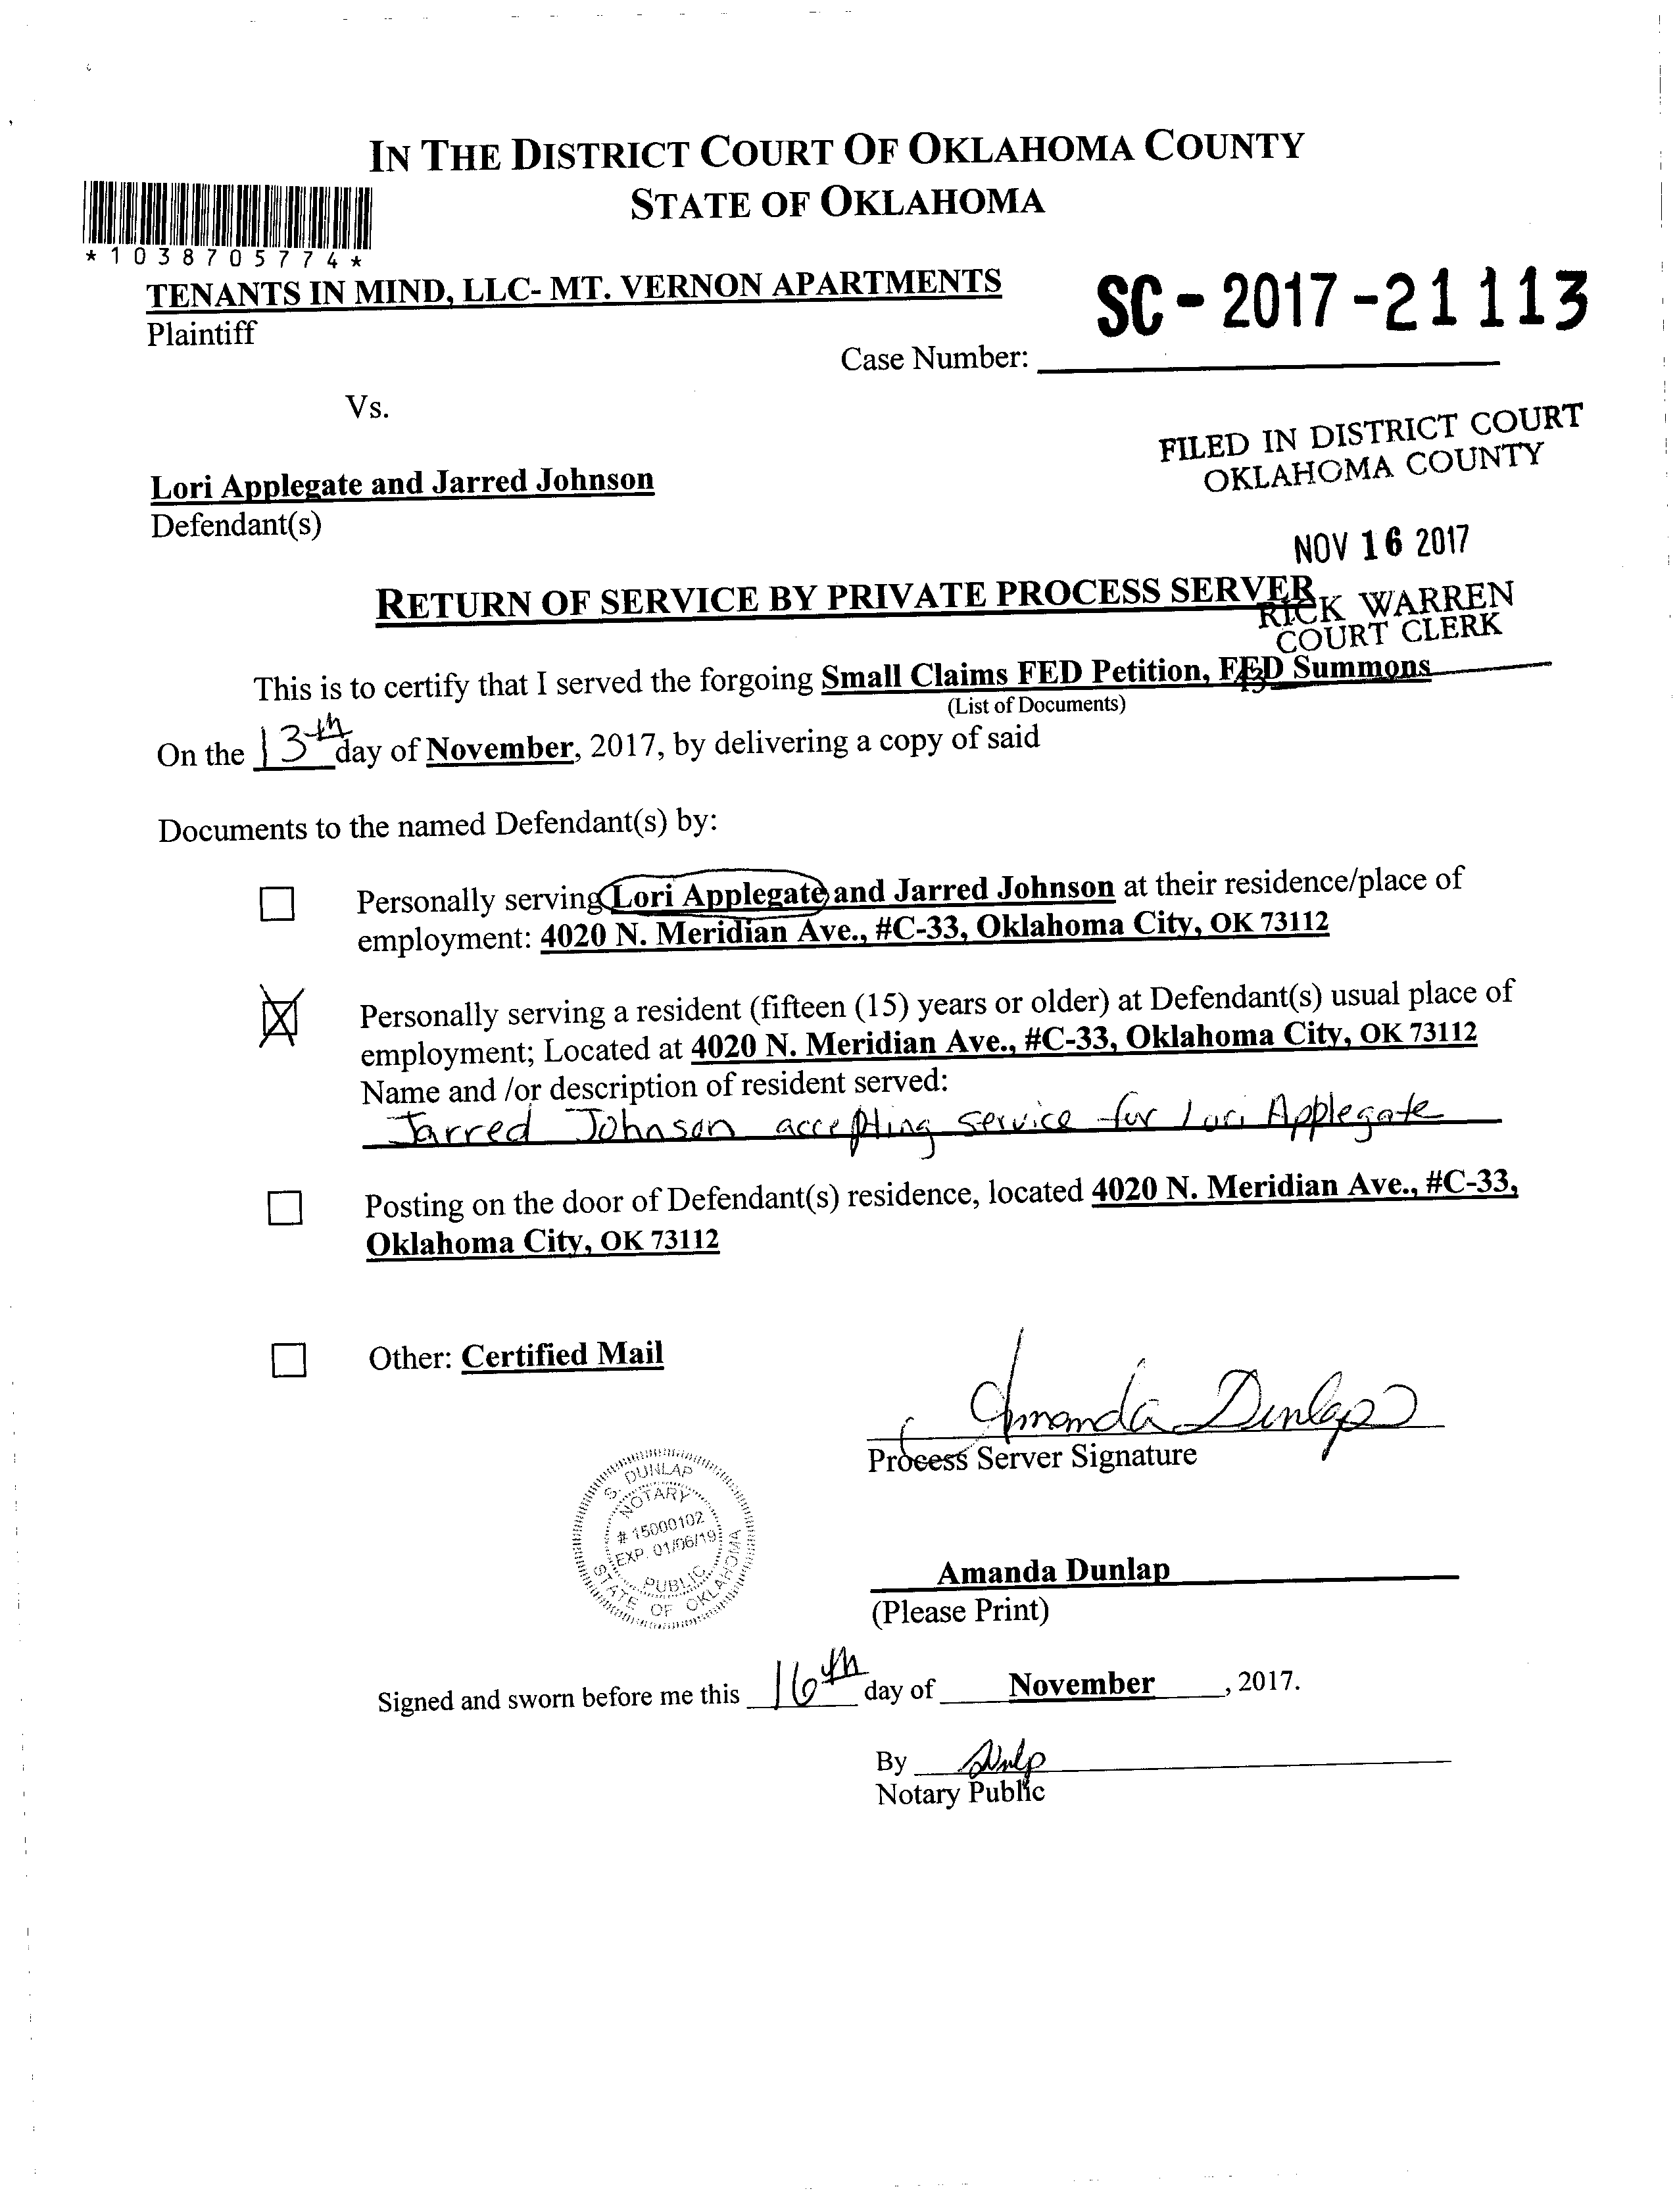 IN THE DISTRICT COURT OF OKLAHOMA COUNTY
STATE OF OKLAHOMA
*1038705774*
TENANTS IN MIND, LLC- MT. VERNON APARTMENTS
Plaintiff
SC-2017-21113
Case Number:
Vs.
FILED IN DISTRICT COURT
OKLAHOMA COUNTY
Lori Applegate and Jarred Johnson
Defendant(s)
NOV 16 2017
RETURN OF SERVICE BY PRIVATE PROCESS SERVER
RICK WARREN
COURT CLERK
This is to certify that I served the forgoing Small Claims FED Petition, FED Summons
43
(List of Documents)
On the 13th day of November, 2017, by delivering a copy of said
Documents to the named Defendant(s) by:
Personally serving Lori Applegate and Jarred Johnson at their residence/place of
employment: 4020 N. Meridian Ave., #C-33, Oklahoma City, OK 73112
Personally serving a resident (fifteen (15) years or older) at Defendant(s) usual place of
employment; Located at 4020 N. Meridian Ave., #C-33, Oklahoma City, OK 73112
Name and /or description of resident served:
Jarred Johnson accepting service for Lori Applegate
Posting on the door of Defendant(s) residence, located 4020 N. Meridian Ave., #C-33,
Oklahoma City, OK 73112
Other: Certified Mail
Amanda Dunlap
Process Server Signature
S. DUNLAP
NOTARY
# 15000102
EXP. 01/06/19
PUBLIC
STATE OF OKLAHOMA
Amanda Dunlap
(Please Print)
Signed and sworn before me this 16th day of November, 2017.
By
Notary Public